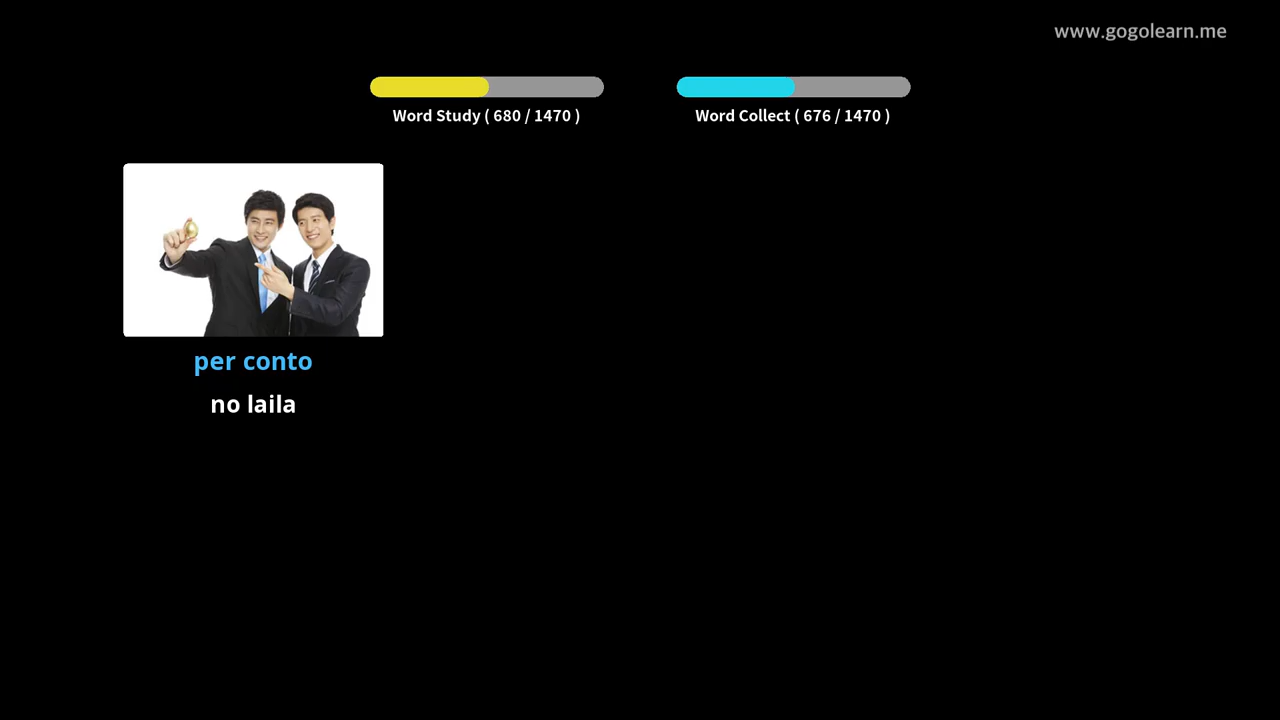 www.gogolearn.me
Word Study ( 680 / 1470 )
Word Collect ( 676 / 1470 )
per conto
no laila